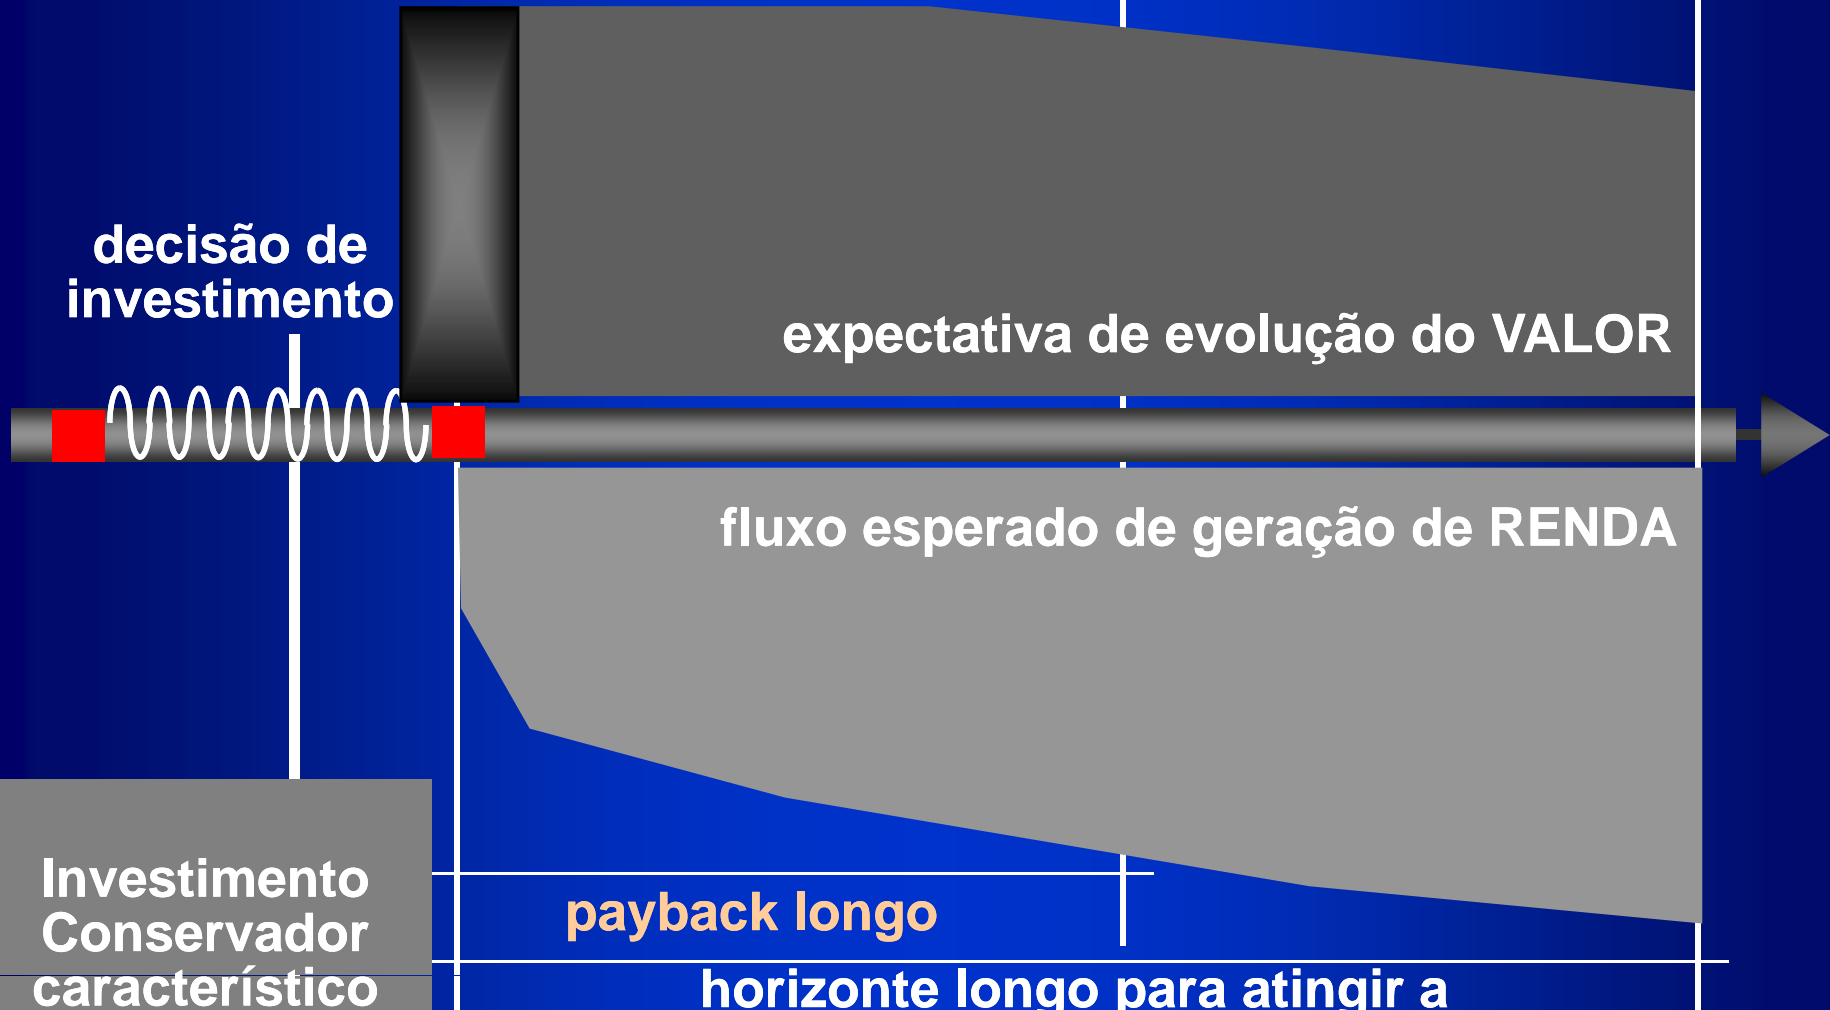 decisão de
investimento
expectativa de evolução do VALOR
fluxo esperado de geração de RENDA
Investimento
Conservador
característico
payback longo
horizonte longo para atingir a